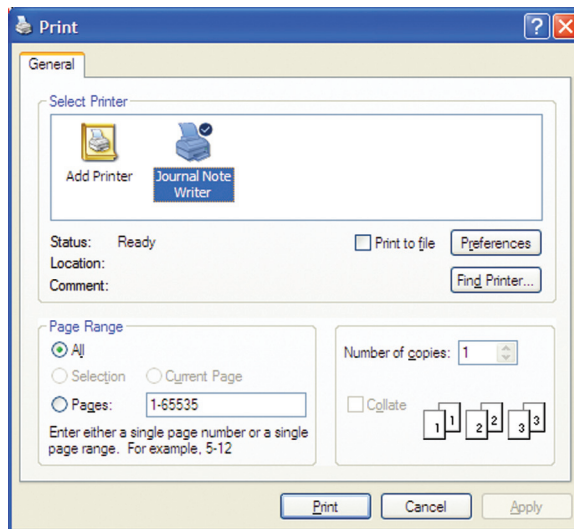 Print
General
Select Printer
Add Printer
Journal Note
Writer
Status: Ready
Location:
Comment:
Print to file
Preferences
Find Printer...
Page Range
All
Selection
Current Page
Pages: 1-65535
Enter either a single page number or a single
page range. For example, 5-12
Number of copies: 1
Collate
1 1 2 2 3 3
Print
Cancel
Apply